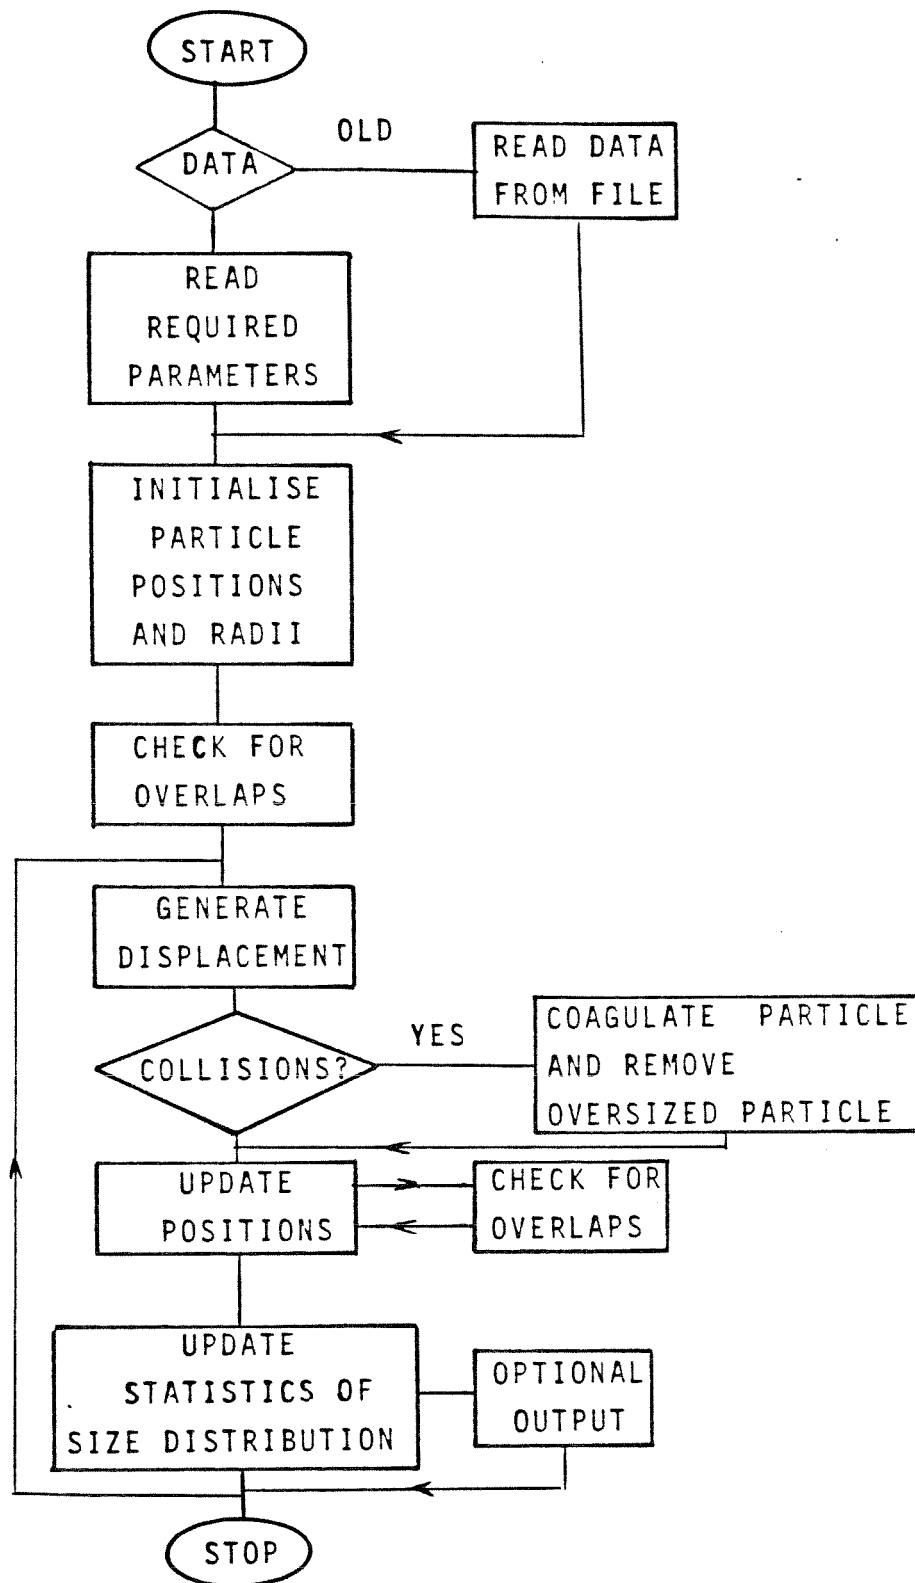 START
DATA
OLD
READ DATA
FROM FILE
READ
REQUIRED
PARAMETERS
INITIALISE
PARTICLE
POSITIONS
AND RADII
CHECK FOR
OVERLAPS
GENERATE
DISPLACEMENT
COLLISIONS?
YES
COAGULATE PARTICLE
AND REMOVE
OVERSIZED PARTICLE
UPDATE
POSITIONS
CHECK FOR
OVERLAPS
UPDATE
STATISTICS OF
SIZE DISTRIBUTION
OPTIONAL
OUTPUT
STOP